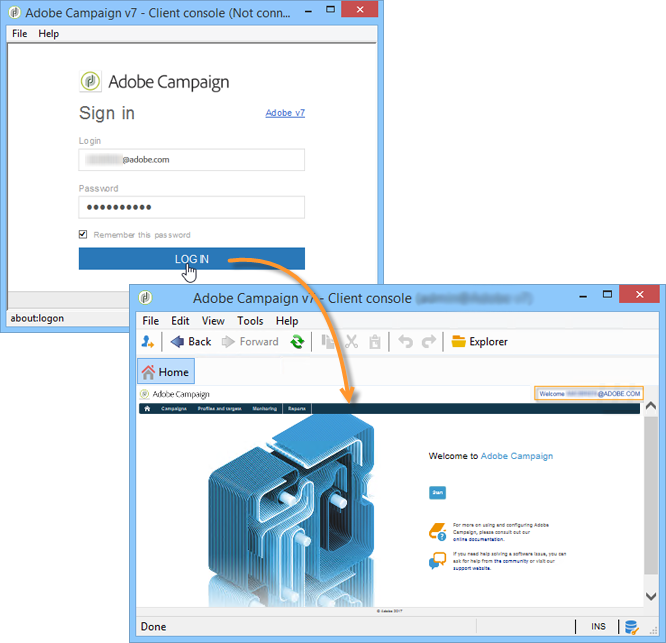 Adobe Campaign v7 - Client console (Not conn...
File Help
Adobe Campaign
Sign in
Adobe v7
Login
@adobe.com
Password
Remember this password
LOG IN
about:logon
Adobe Campaign v7 - Client console
File Edit View Tools Help
Back Forward Explorer
Home
Adobe Campaign
Welcome @ADOBE.COM
Campaigns Profiles and targets Monitoring Reports
Welcome to Adobe Campaign
Start
For more on using and configuring Adobe
Campaign, please consult out our
online documentation.
If you need help solving a software issue, you can
ask for help from the community or visit our
support website.
2017
Done
INS